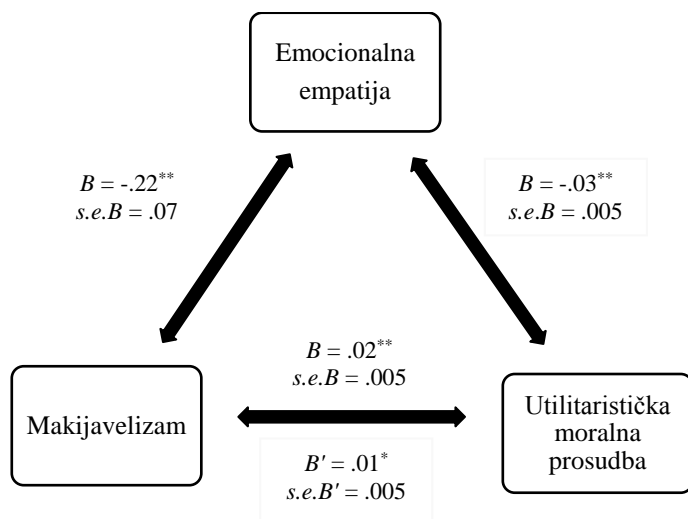 Emocionalna
empatija
B = -.22**
s.e.B = .07
B = -.03**
s.e.B = .005
B = .02**
s.e.B = .005
Makijavelizam
Utilitaristička
moralna
prosudba
B' = .01*
s.e.B' = .005